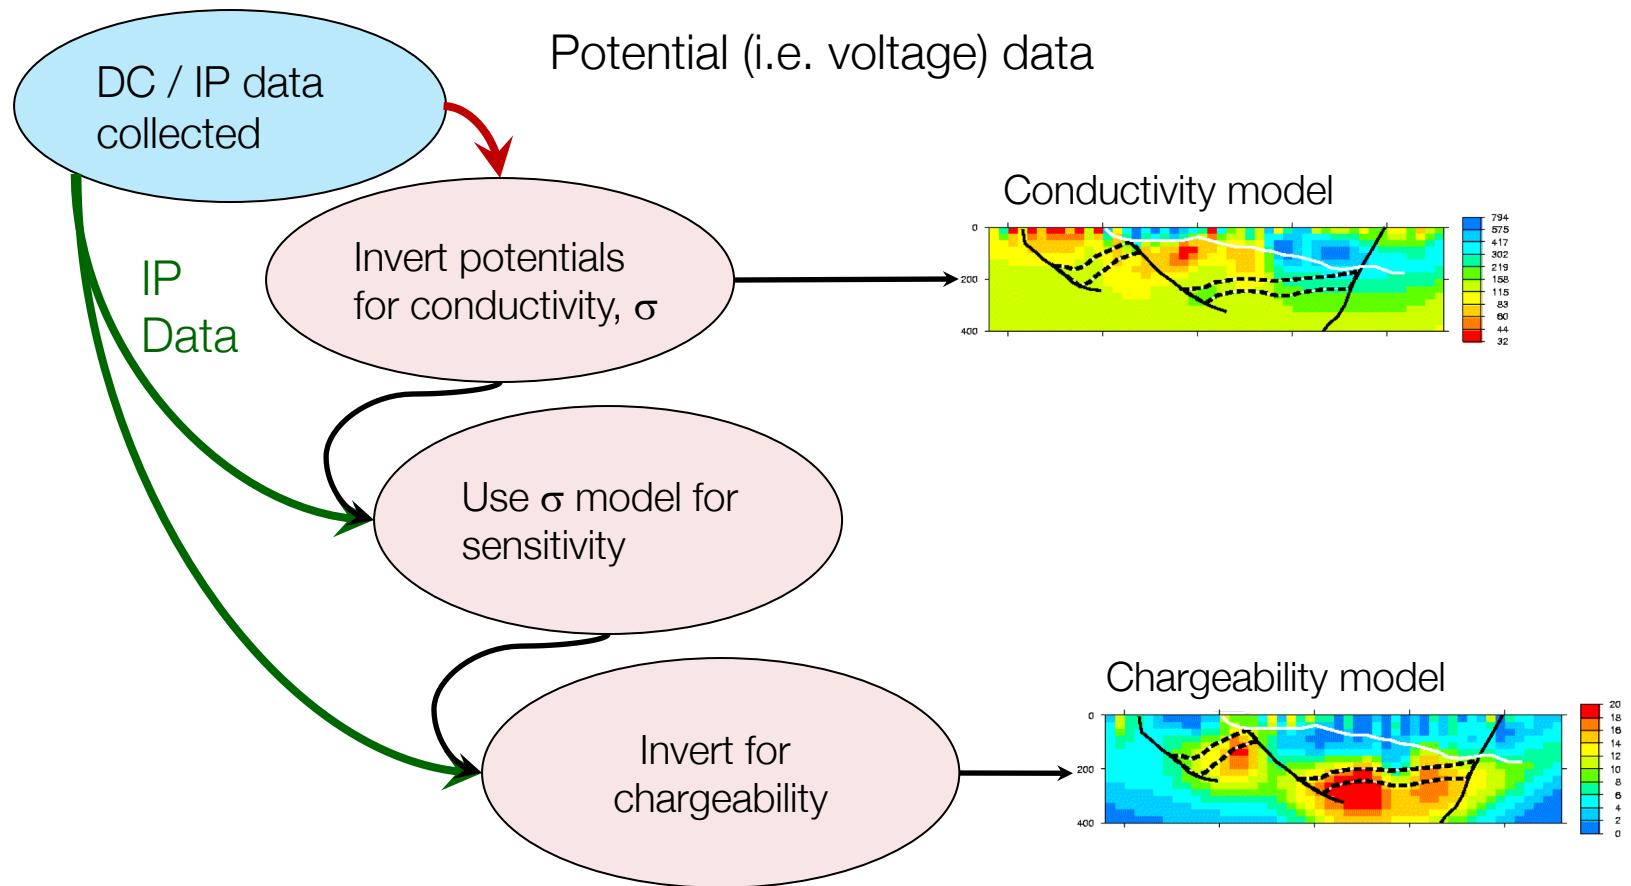 Potential (i.e. voltage) data
DC / IP data
collected
Conductivity model
Invert potentials
for conductivity, σ
IP
Data
0
200
400
794
575
417
302
219
158
115
83
60
44
32
Use σ model for
sensitivity
Chargeability model
Invert for
chargeability
0
200
400
20
18
16
14
12
10
8
6
4
2
0